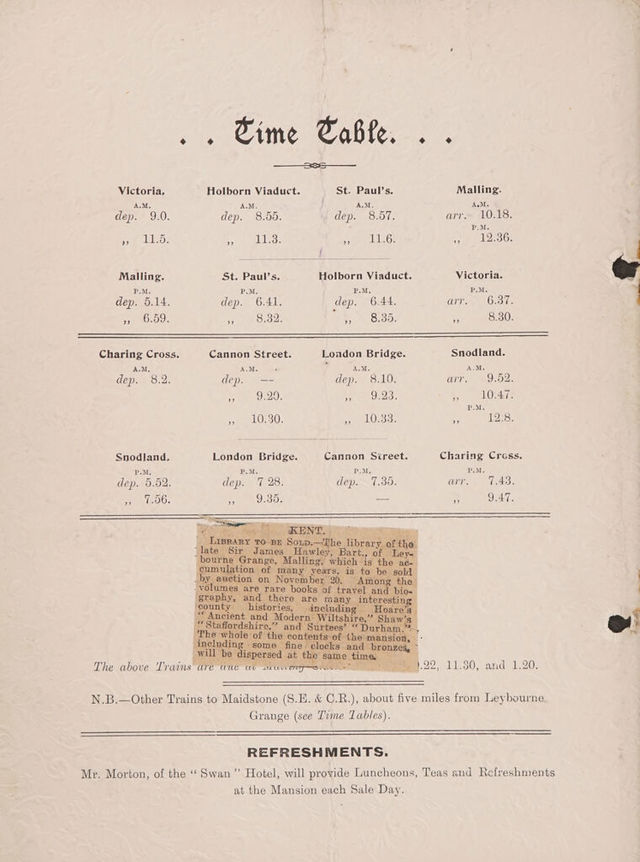 . . Time Table. . .
Victoria. Holborn Viaduct. St. Paul's. Malling.
A.M. A.M. A.M. A.M.
dep. 9.0. dep. 8.55. dep. 8.57. arr. 10.18.
P.M.
,, 11.5. ,, 11.3. ,, 11.6. ,, 12.36.
Malling. St. Paul's. Holborn Viaduct. Victoria.
P.M. P.M. P.M. P.M.
dep. 5.14. dep. 6.41. dep. 6.44. arr. 6.37.
,, 6.59. ,, 8.32. ,, 8.35. ,, 8.30.
Charing Cross. Cannon Street. London Bridge. Snodland.
A.M. A.M. A.M. A.M.
dep. 8.2. dep. — dep. 8.10. arr. 9.52.
,, 9.20. ,, 9.23. ,, 10.47.
P.M.
,, 10.30. ,, 10.33. ,, 12.8.
Snodland. London Bridge. Cannon Street. Charing Cross.
P.M. P.M. P.M. P.M.
dep. 5.52. dep. 7 28. dep. 7.35. arr. 7.43.
,, 7.56. ,, 9.35. — ,, 9.47.
KENT.
LIBRARY TO BE SOLD.—The library of the
late Sir James Hawley, Bart., of Ley-
bourne Grange, Malling, which is the ac-
cumulation of many years, is to be sold
by auction on November 20. Among the
volumes are rare books of travel and bio-
graphy, and there are many interesting
county histories, including Hoare's
"Ancient and Modern Wiltshire," Shaw's
"Staffordshire," and Surtees' "Durham."
The whole of the contents of the mansion,
including some fine clocks and bronzes,
will be dispersed at the same time.
The above Trains are due at .22, 11.30, and 1.20.
N.B.—Other Trains to Maidstone (S.E. & C.R.), about five miles from Leybourne
Grange (see Time Tables).
REFRESHMENTS.
Mr. Morton, of the "Swan" Hotel, will provide Luncheons, Teas and Refreshments
at the Mansion each Sale Day.